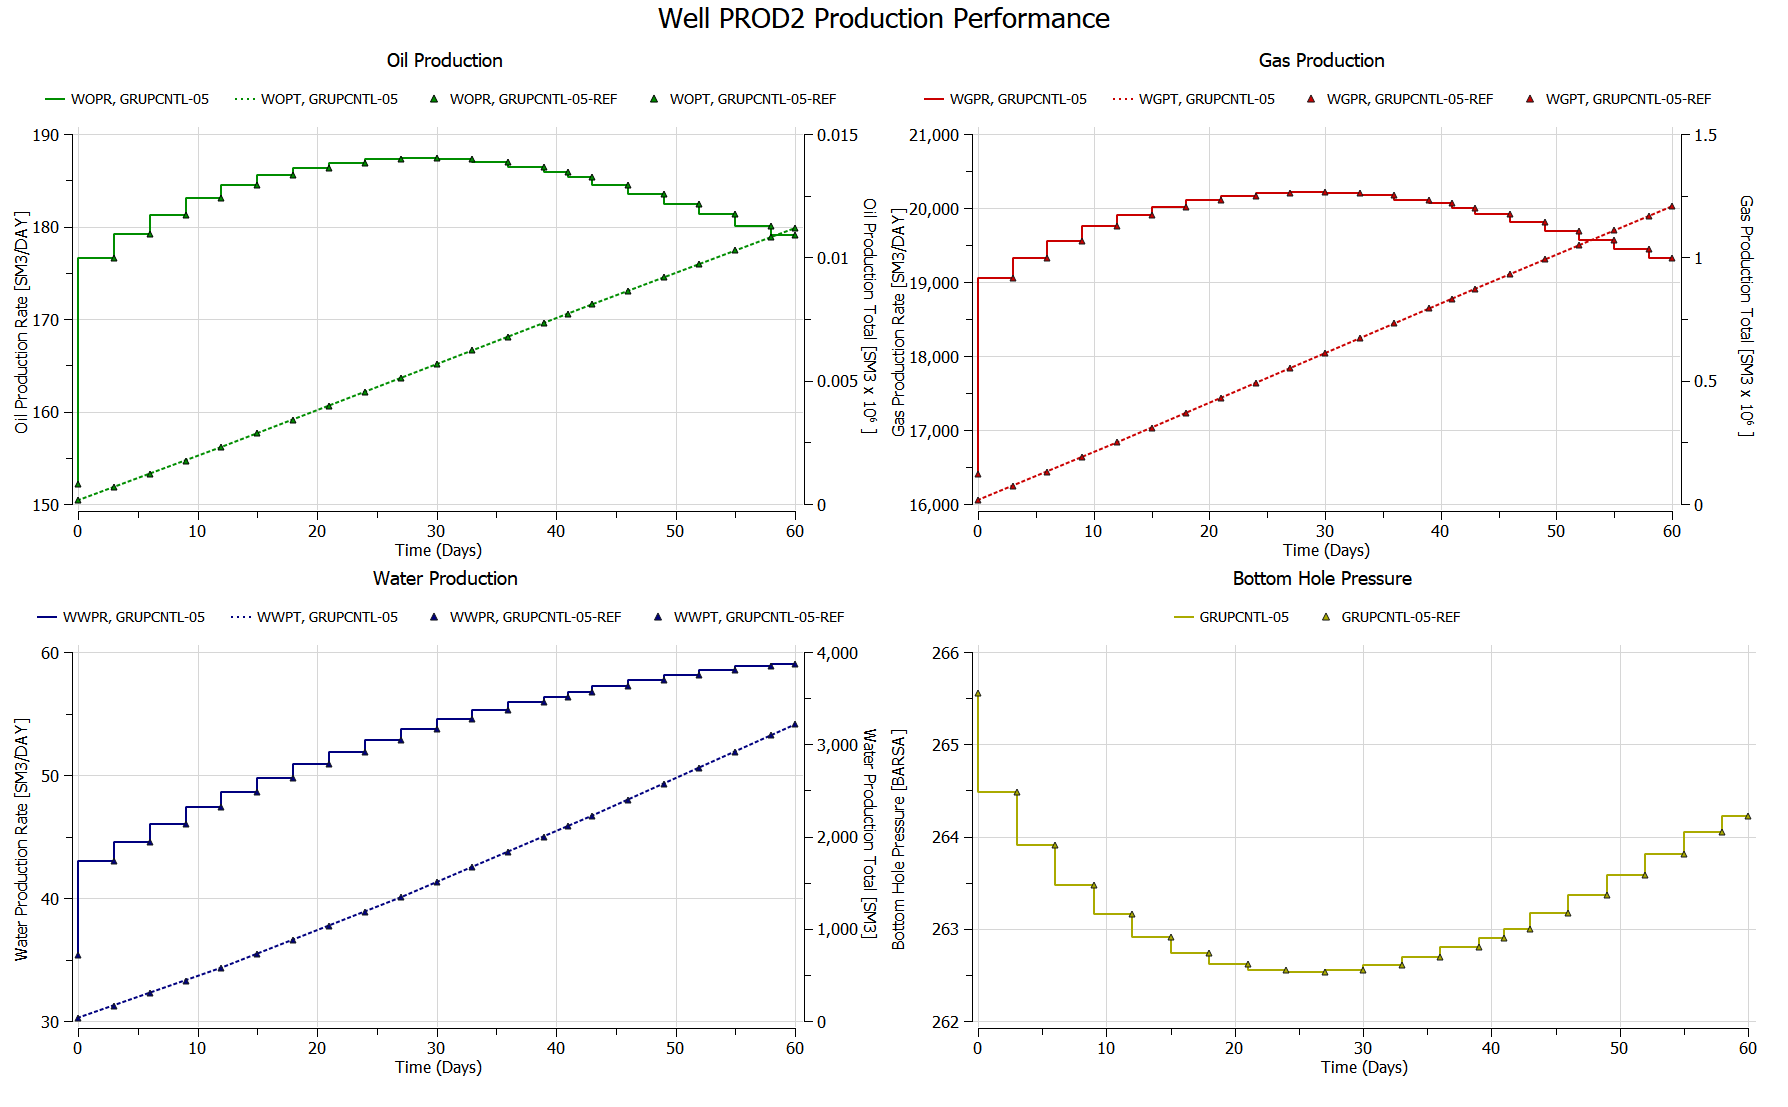 Well PROD2 Production Performance
Oil Production
WOPR, GRUPCNTL-05 WOPT, GRUPCNTL-05 WOPR, GRUPCNTL-05-REF WOPT, GRUPCNTL-05-REF
190
180
170
160
150
Oil Production Rate [SM3/DAY]
0.015
0.01
0.005
0
Oil Production Total [SM3 x 10⁶ ]
0 10 20 30 40 50 60
Time (Days)
Gas Production
WGPR, GRUPCNTL-05 WGPT, GRUPCNTL-05 WGPR, GRUPCNTL-05-REF WGPT, GRUPCNTL-05-REF
21,000
20,000
19,000
18,000
17,000
16,000
Gas Production Rate [SM3/DAY]
1.5
1
0.5
0
Gas Production Total [SM3 x 10⁶ ]
0 10 20 30 40 50 60
Time (Days)
Water Production
WWPR, GRUPCNTL-05 WWPT, GRUPCNTL-05 WWPR, GRUPCNTL-05-REF WWPT, GRUPCNTL-05-REF
60
50
40
30
Water Production Rate [SM3/DAY]
4,000
3,000
2,000
1,000
0
Water Production Total [SM3]
0 10 20 30 40 50 60
Time (Days)
Bottom Hole Pressure
GRUPCNTL-05 GRUPCNTL-05-REF
266
265
264
263
262
Bottom Hole Pressure [BARSA]
0 10 20 30 40 50 60
Time (Days)